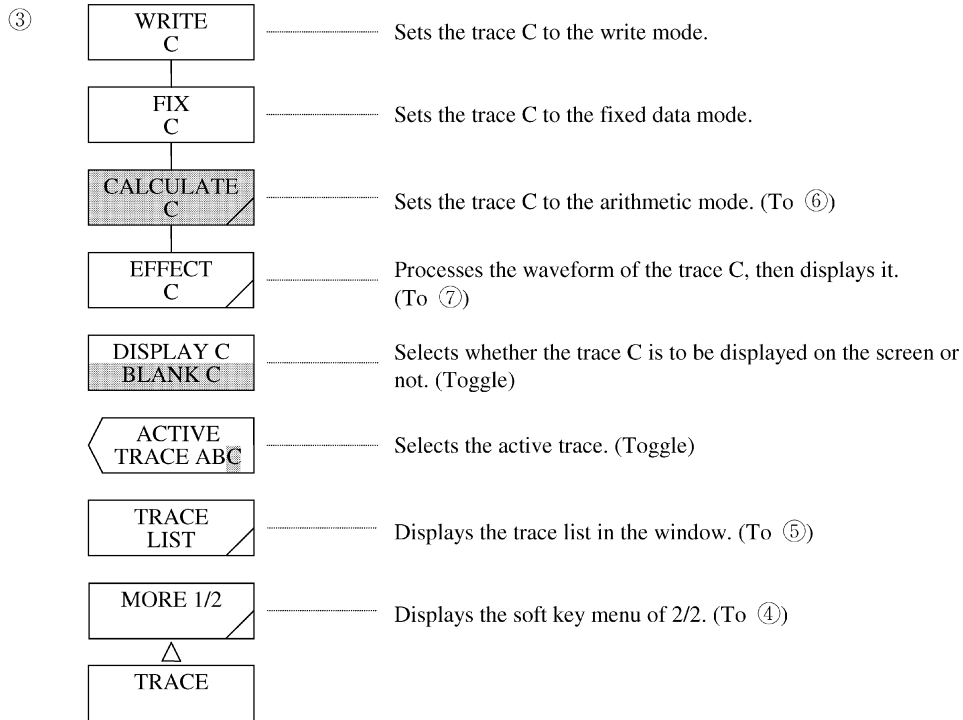 ③
WRITE
C
Sets the trace C to the write mode.
FIX
C
Sets the trace C to the fixed data mode.
CALCULATE
C
Sets the trace C to the arithmetic mode. (To ⑥)
EFFECT
C
Processes the waveform of the trace C, then displays it.
(To ⑦)
DISPLAY C
BLANK C
Selects whether the trace C is to be displayed on the screen or
not. (Toggle)
ACTIVE
TRACE ABC
Selects the active trace. (Toggle)
TRACE
LIST
Displays the trace list in the window. (To ⑤)
MORE 1/2
Displays the soft key menu of 2/2. (To ④)
TRACE